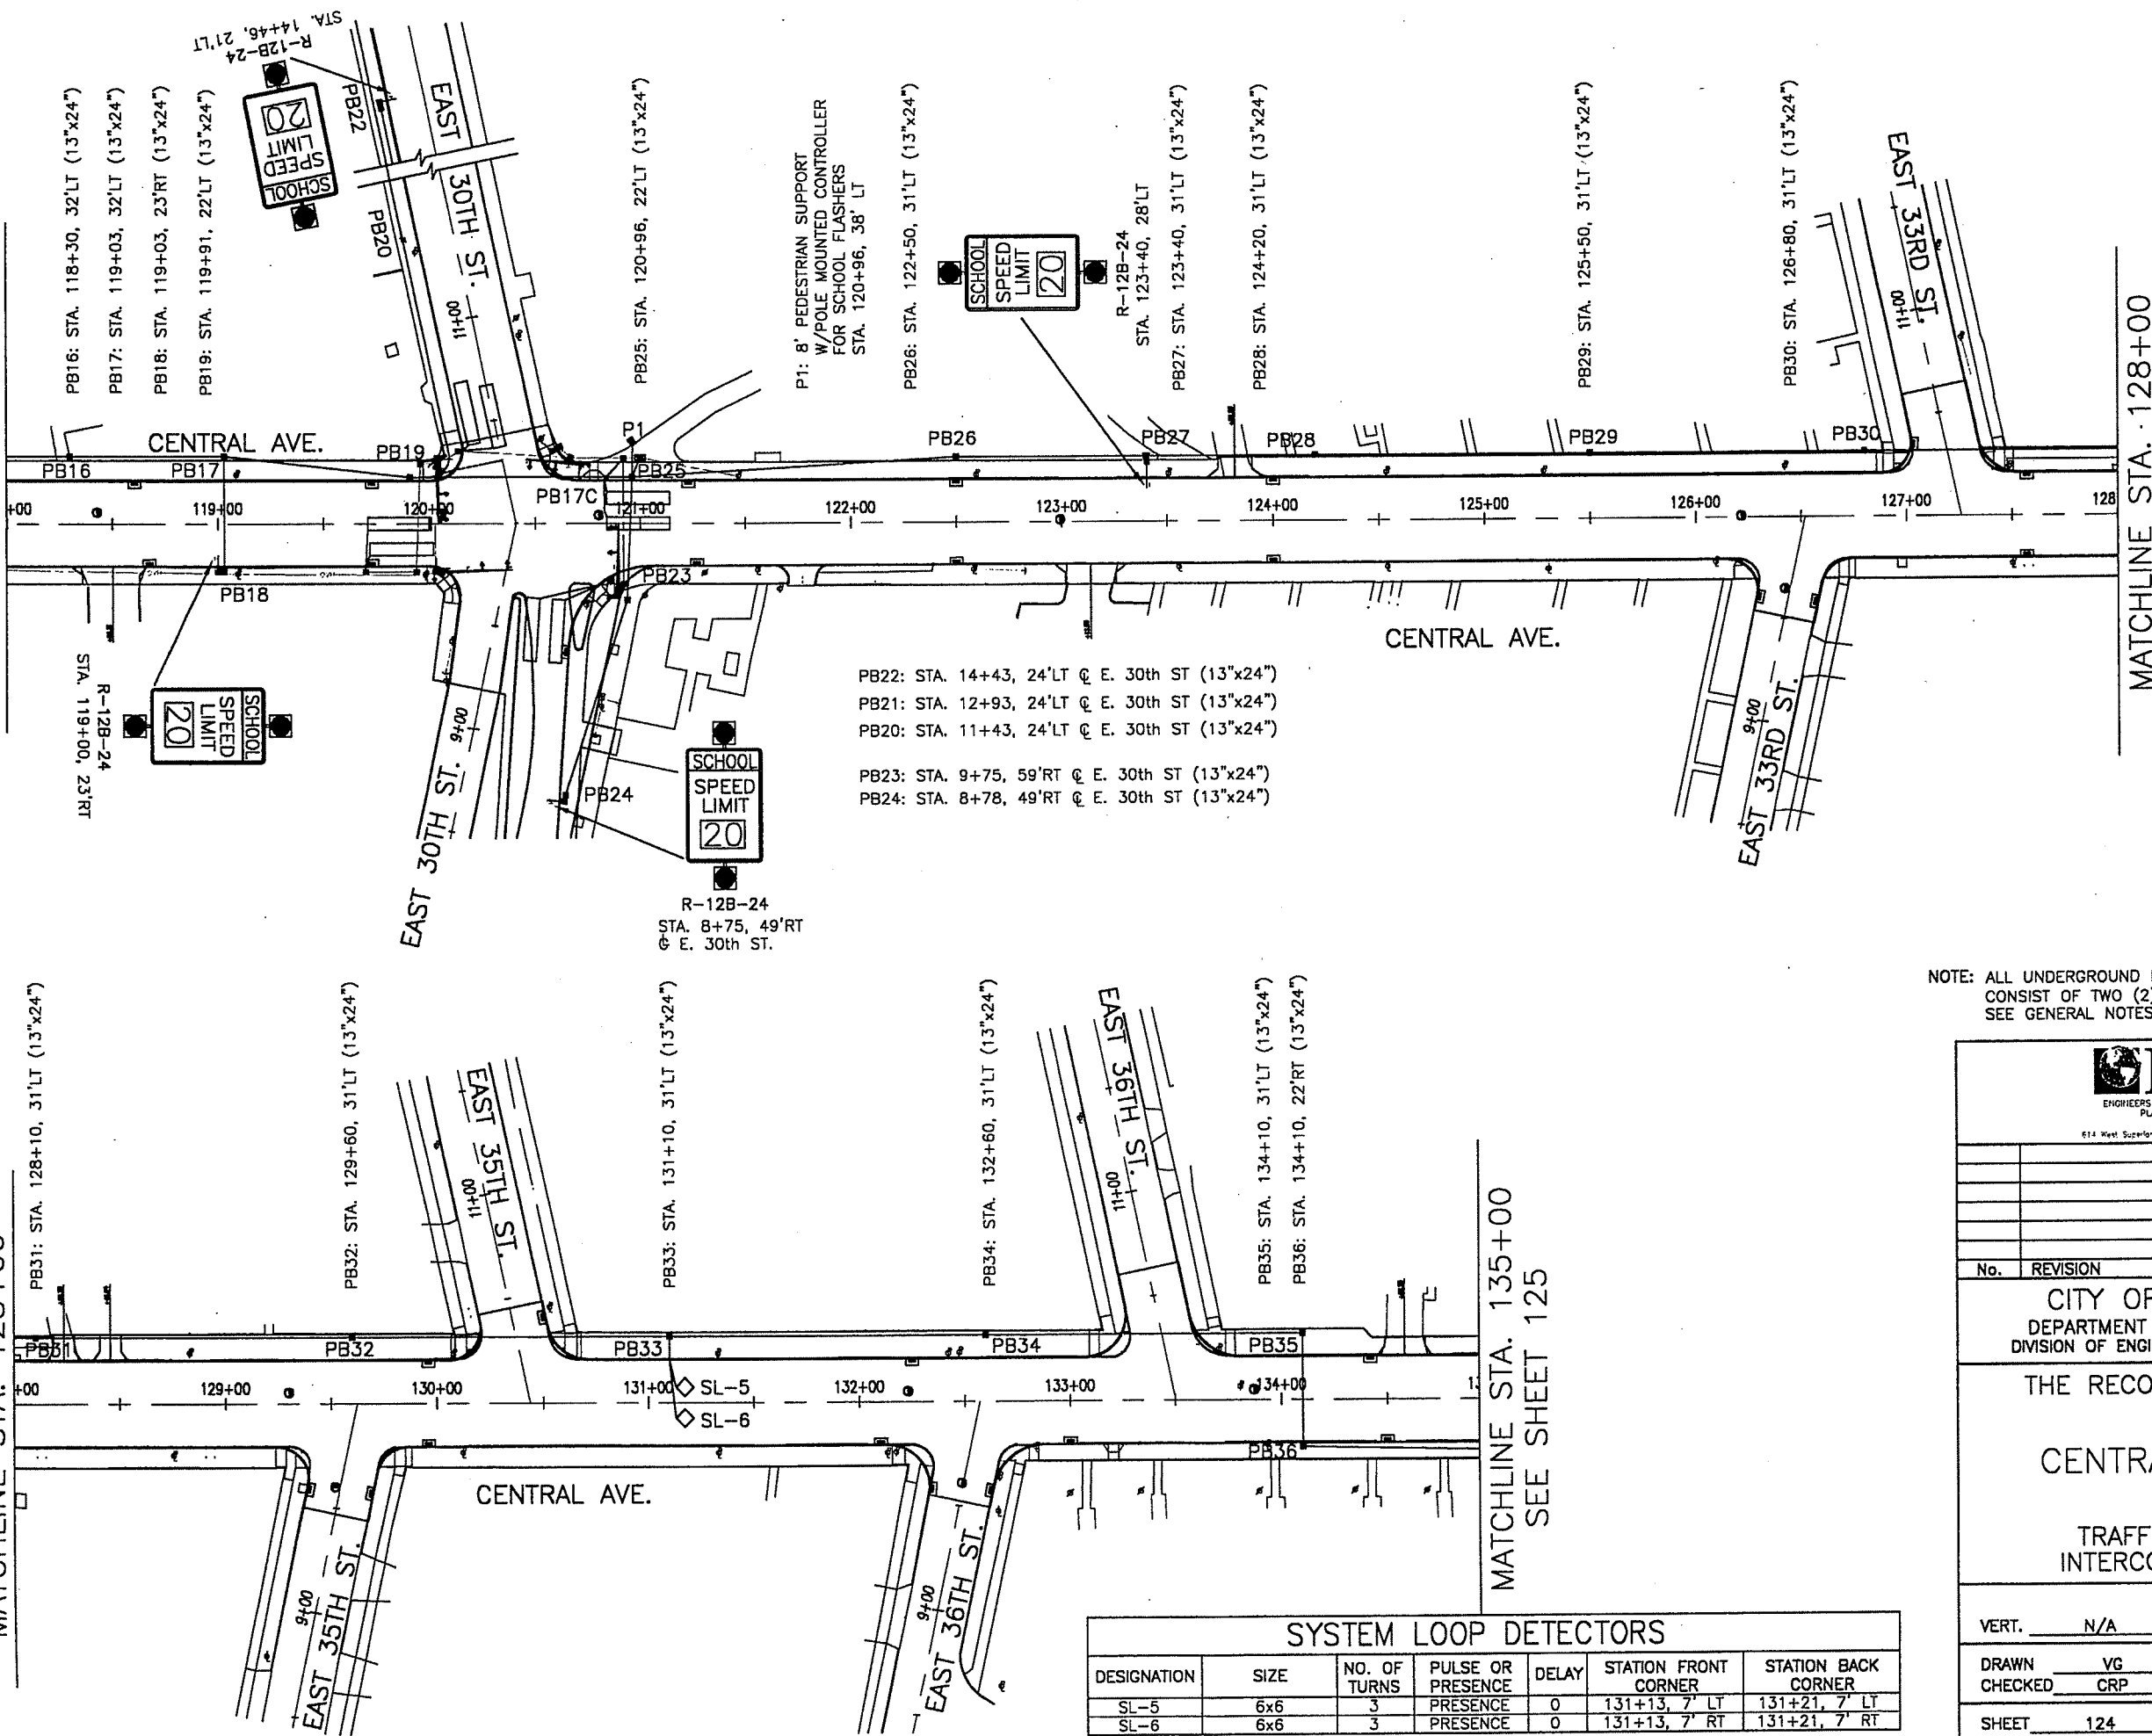 STA. 14+46, 21'LT
R-12B-24
SCHOOL
SPEED
LIMIT
20
PB22
PB20
EAST 30TH ST.
11+00
PB16: STA. 118+30, 32'LT (13"x24")
PB17: STA. 119+03, 32'LT (13"x24")
PB18: STA. 119+03, 23'RT (13"x24")
PB19: STA. 119+91, 22'LT (13"x24")
PB25: STA. 120+96, 22'LT (13"x24")
P1: 8' PEDESTRIAN SUPPORT
W/POLE MOUNTED CONTROLLER
FOR SCHOOL FLASHERS
STA. 120+96, 38' LT
PB26: STA. 122+50, 31'LT (13"x24")
SCHOOL
SPEED
LIMIT
20
R-12B-24
STA. 123+40, 28'LT
PB27: STA. 123+40, 31'LT (13"x24")
PB28: STA. 124+20, 31'LT (13"x24")
PB29: STA. 125+50, 31'LT (13"x24")
PB30: STA. 126+80, 31'LT (13"x24")
EAST 33RD ST.
11+00
MATCHLINE STA. 128+00
CENTRAL AVE.
PB16
PB17
PB19
P1
PB25
PB17C
PB26
PB27
PB28
PB29
PB30
+00
119+00
120+00
121+00
122+00
123+00
124+00
125+00
126+00
127+00
128
PB18
PB23
R-12B-24
STA. 119+00, 23'RT
SCHOOL
SPEED
LIMIT
20
9+00
EAST 30TH ST.
PB24
SCHOOL
SPEED
LIMIT
20
R-12B-24
STA. 8+75, 49'RT
℄ E. 30th ST.
CENTRAL AVE.
PB22: STA. 14+43, 24'LT ℄ E. 30th ST (13"x24")
PB21: STA. 12+93, 24'LT ℄ E. 30th ST (13"x24")
PB20: STA. 11+43, 24'LT ℄ E. 30th ST (13"x24")
PB23: STA. 9+75, 59'RT ℄ E. 30th ST (13"x24")
PB24: STA. 8+78, 49'RT ℄ E. 30th ST (13"x24")
9+00
EAST 33RD ST.
PB31: STA. 128+10, 31'LT (13"x24")
PB32: STA. 129+60, 31'LT (13"x24")
PB33: STA. 131+10, 31'LT (13"x24")
PB34: STA. 132+60, 31'LT (13"x24")
PB35: STA. 134+10, 31'LT (13"x24")
PB36: STA. 134+10, 22'RT (13"x24")
EAST 35TH ST.
11+00
EAST 36TH ST.
11+00
MATCHLINE STA. 135+00
SEE SHEET 125
PB31
PB32
PB33
PB34
PB35
+00
129+00
130+00
131+00
132+00
133+00
134+00
SL-5
SL-6
PB36
CENTRAL AVE.
9+00
EAST 35TH ST.
9+00
EAST 36TH ST.
NOTE: ALL UNDERGROUND
CONSIST OF TWO (2)
SEE GENERAL NOTES
ENGINEERS
614 West Superior
No. REVISION
CITY OF
DEPARTMENT
DIVISION OF ENGI
THE RECO
CENTRA
TRAFF
INTERCO
VERT. N/A
DRAWN VG
CHECKED CRP
SHEET 124
SYSTEM LOOP DETECTORS
DESIGNATION SIZE NO. OF TURNS PULSE OR PRESENCE DELAY STATION FRONT CORNER STATION BACK CORNER
SL-5 6x6 3 PRESENCE 0 131+13, 7' LT 131+21, 7' LT
SL-6 6x6 3 PRESENCE 0 131+13, 7' RT 131+21, 7' RT